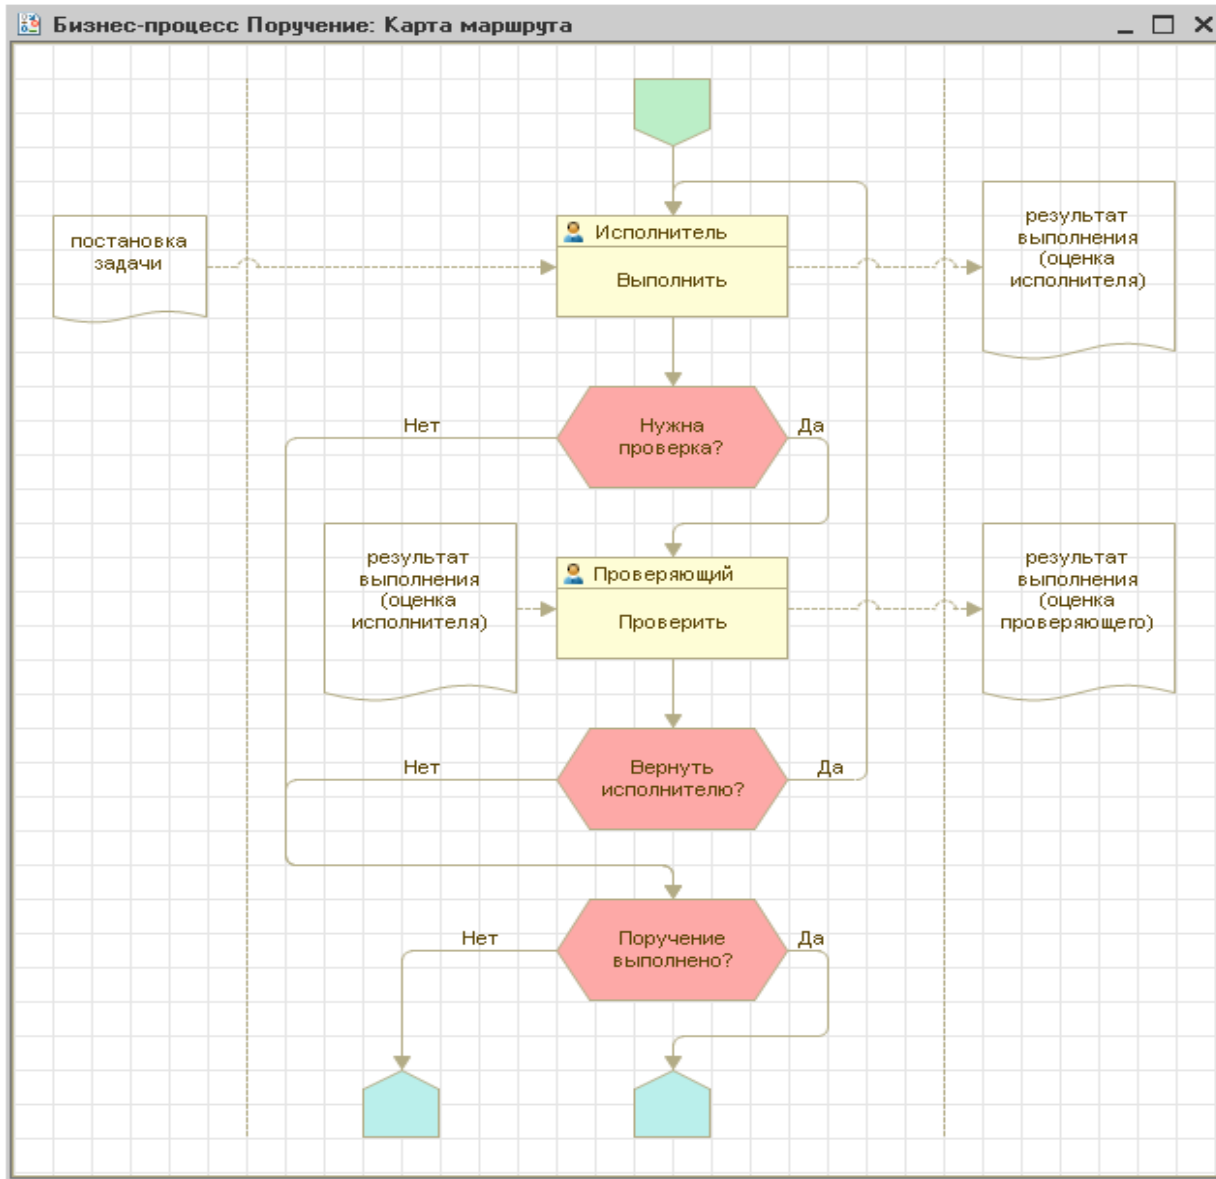 Бизнес-процесс Поручение: Карта маршрута
постановка
задачи
Исполнитель
Выполнить
результат
выполнения
(оценка
исполнителя)
Нет
Нужна
проверка?
Да
результат
выполнения
(оценка
исполнителя)
Проверяющий
Проверить
результат
выполнения
(оценка
проверяющего)
Нет
Вернуть
исполнителю?
Да
Нет
Поручение
выполнено?
Да